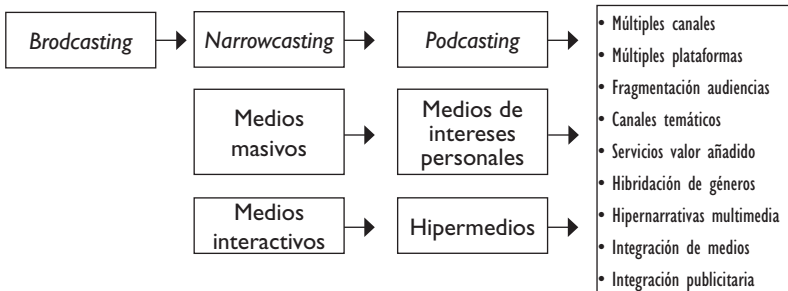 Brodcasting
Narrowcasting
Podcasting
Medios
masivos
Medios de
intereses
personales
Medios
interactivos
Hipermedios
• Múltiples canales
• Múltiples plataformas
• Fragmentación audiencias
• Canales temáticos
• Servicios valor añadido
• Hibridación de géneros
• Hipernarrativas multimedia
• Integración de medios
• Integración publicitaria